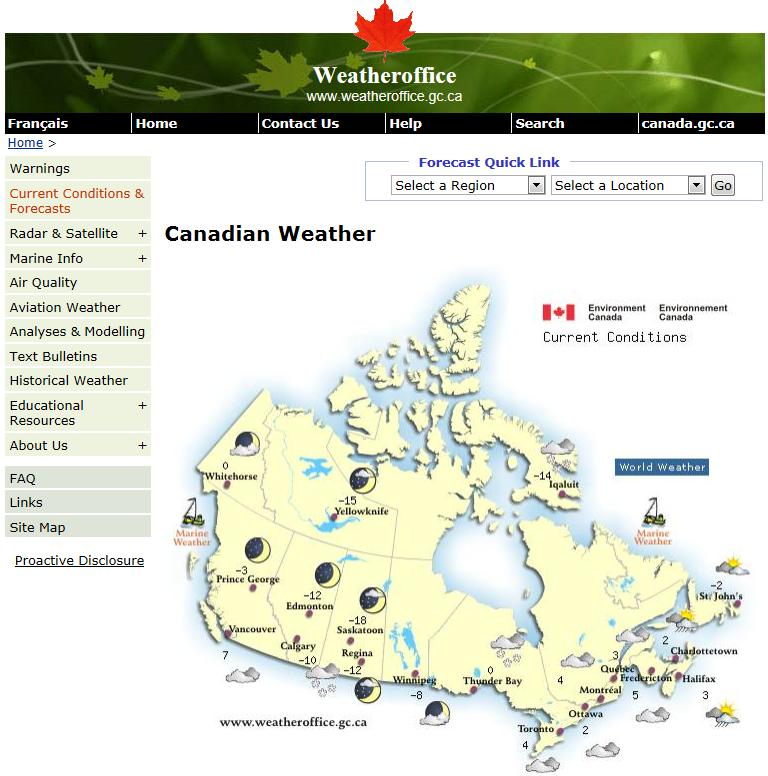 Weatheroffice
www.weatheroffice.gc.ca
Français Home Contact Us Help Search canada.gc.ca
Home >
Forecast Quick Link
Select a Region Select a Location Go
Warnings
Current Conditions &
Forecasts
Radar & Satellite +
Marine Info +
Air Quality
Aviation Weather
Analyses & Modelling
Text Bulletins
Historical Weather
Educational +
Resources
About Us +
FAQ
Links
Site Map
Proactive Disclosure
Canadian Weather
Environment Environnement
Canada Canada
Current Conditions
World Weather
0
Whitehorse
-15
Yellowknife
-14
Iqaluit
Marine
Weather
Marine
Weather
-3
Prince George
-12
Edmonton
-18
Saskatoon
Vancouver
7
Calgary
-10
Regina
-12
Winnipeg
-8
0
Thunder Bay
-2
St. John's
2
Charlottetown
3
Québec
Fredericton
5
Halifax
3
4
Montréal
Ottawa
2
Toronto
4
www.weatheroffice.gc.ca